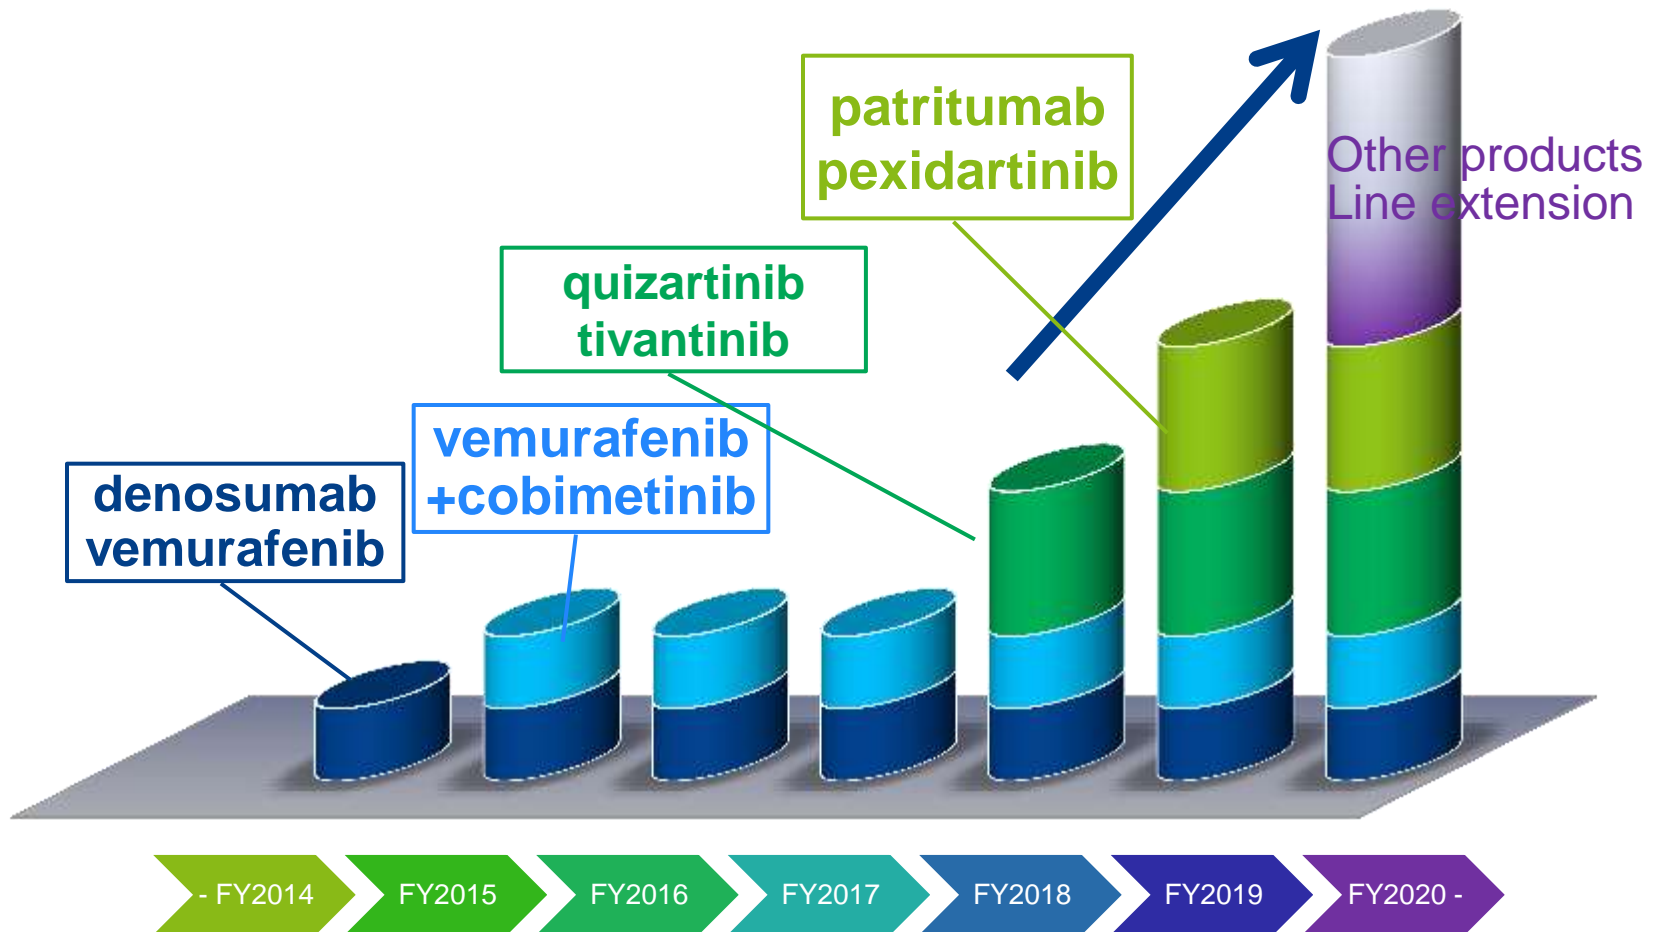 patritumab
pexidartinib
Other products
Line extension
quizartinib
tivantinib
vemurafenib
+cobimetinib
denosumab
vemurafenib
- FY2014
FY2015
FY2016
FY2017
FY2018
FY2019
FY2020 -